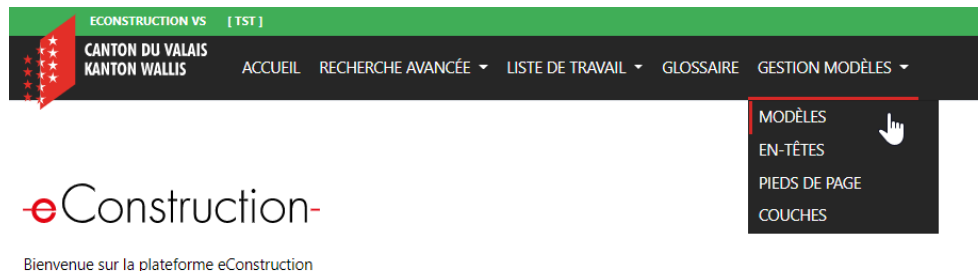 ECONSTRUCTION VS [ TST ]
CANTON DU VALAIS
KANTON WALLIS
ACCUEIL RECHERCHE AVANCÉE LISTE DE TRAVAIL GLOSSAIRE GESTION MODÈLES
MODÈLES
EN-TÊTES
PIEDS DE PAGE
COUCHES
-eConstruction-
Bienvenue sur la plateforme eConstruction